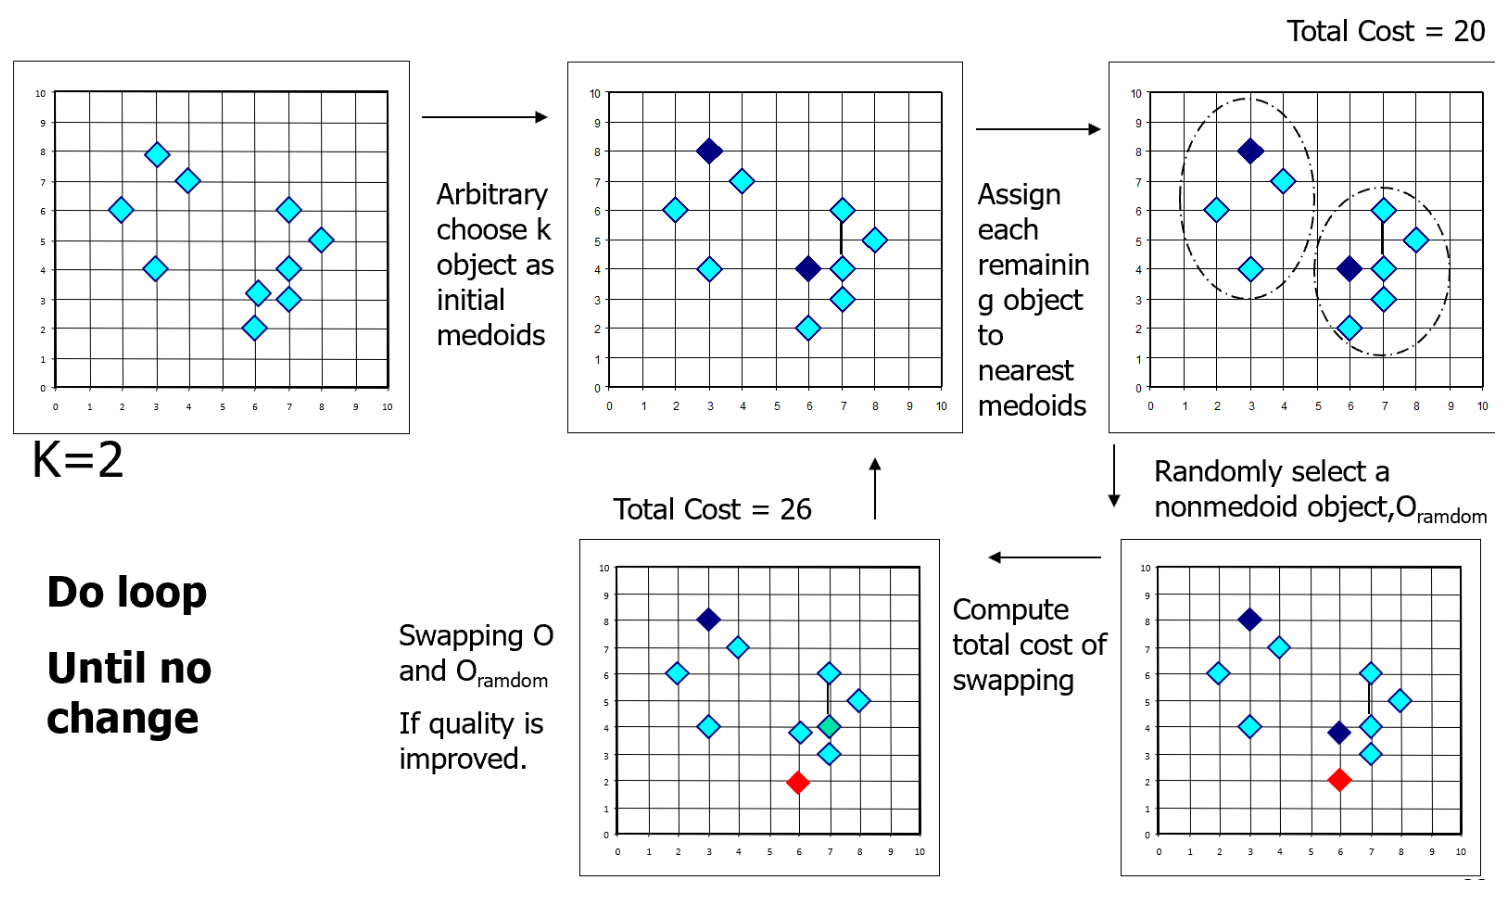 Total Cost = 20
10
9
8
7
6
5
4
3
2
1
0
0 1 2 3 4 5 6 7 8 9 10
K=2
Arbitrary
choose k
object as
initial
medoids
10
9
8
7
6
5
4
3
2
1
0
0 1 2 3 4 5 6 7 8 9 10
Assign
each
remainin
g object
to
nearest
medoids
10
9
8
7
6
5
4
3
2
1
0
0 1 2 3 4 5 6 7 8 9 10
Randomly select a
nonmedoid object,Oramdom
10
9
8
7
6
5
4
3
2
1
0
0 1 2 3 4 5 6 7 8 9 10
Compute
total cost of
swapping
Total Cost = 26
10
9
8
7
6
5
4
3
2
1
0
0 1 2 3 4 5 6 7 8 9 10
Swapping O
and Oramdom
If quality is
improved.
Do loop
Until no
change